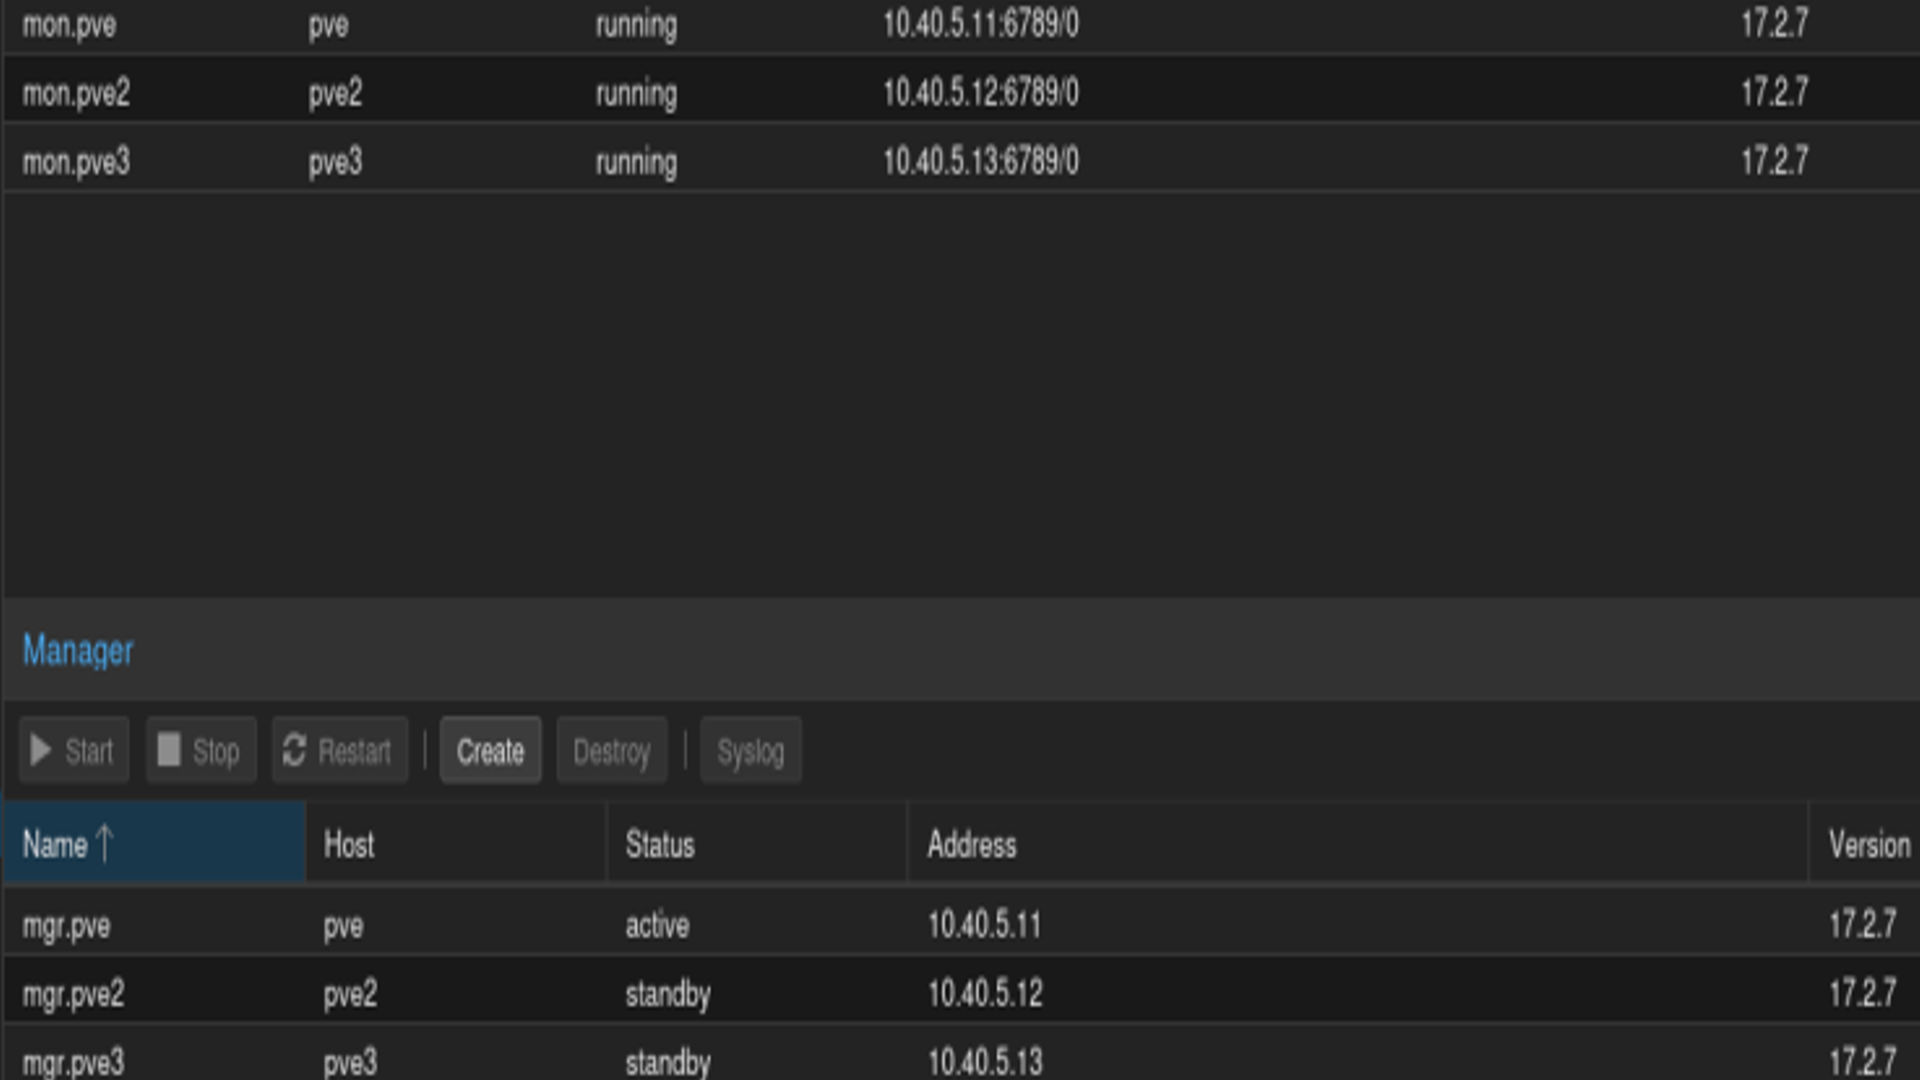 mon.pve pve running 10.40.5.11:6789/0 17.2.7
mon.pve2 pve2 running 10.40.5.12:6789/0 17.2.7
mon.pve3 pve3 running 10.40.5.13:6789/0 17.2.7
Manager
Start Stop Restart Create Destroy Syslog
Name Host Status Address Version
mgr.pve pve active 10.40.5.11 17.2.7
mgr.pve2 pve2 standby 10.40.5.12 17.2.7
mgr.pve3 pve3 standby 10.40.5.13 17.2.7